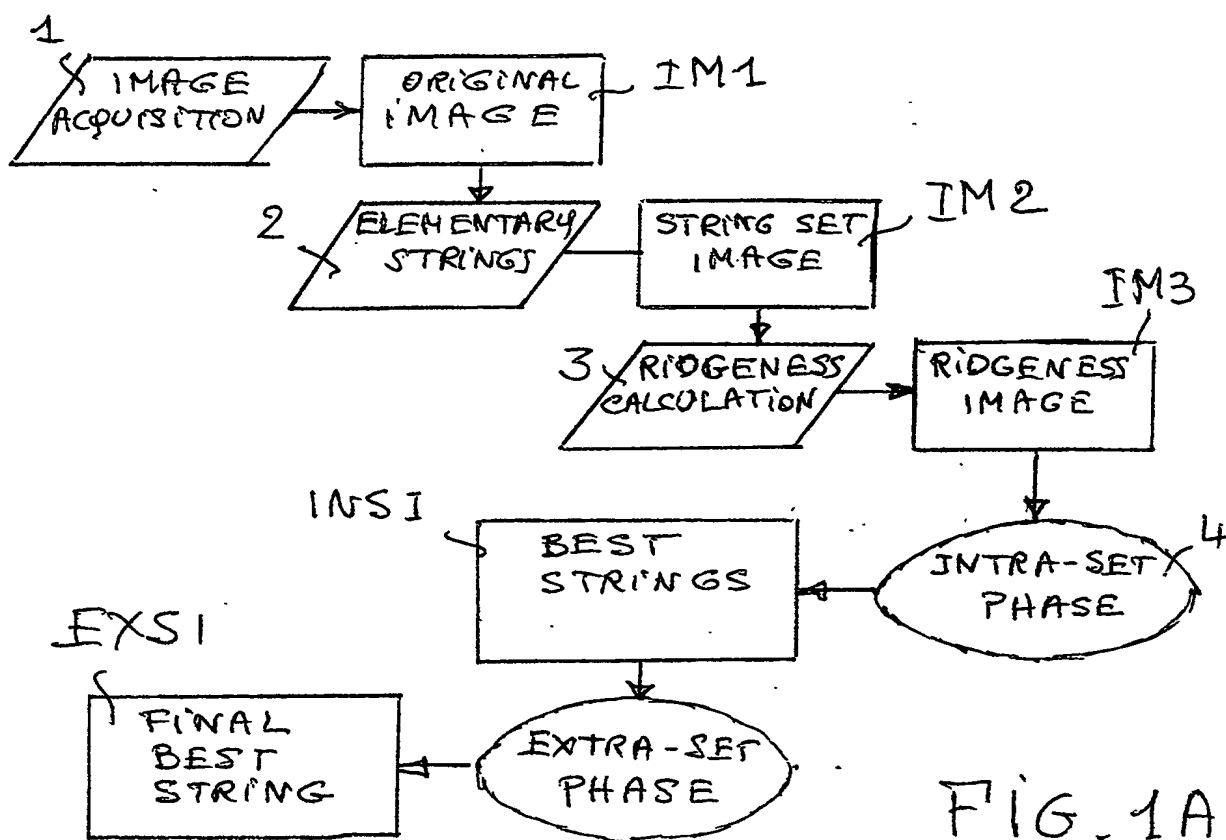 1
IMAGE
ACQUISITION
ORIGINAL
IMAGE
IM1
2
ELEMENTARY
STRINGS
STRING SET
IMAGE
IM2
3
RIDGENESS
CALCULATION
RIDGENESS
IMAGE
IM3
INTRA-SET
PHASE
4
INSI
BEST
STRINGS
EXSI
FINAL
BEST
STRING
EXTRA-SET
PHASE
FIG. 1A